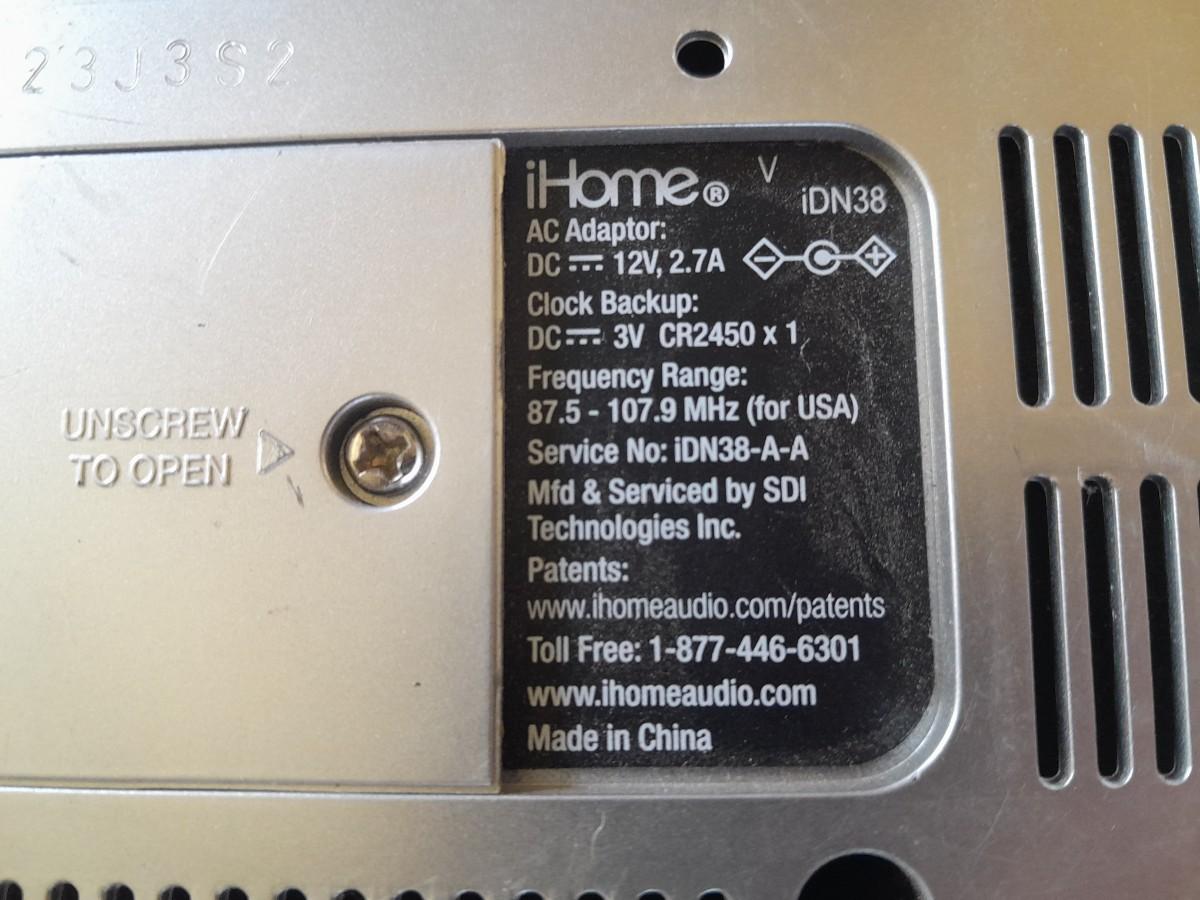 23J3S2
iHome® V iDN38
AC Adaptor:
DC ⎓ 12V, 2.7A
Clock Backup:
DC ⎓ 3V CR2450 x 1
Frequency Range:
87.5 - 107.9 MHz (for USA)
Service No: iDN38-A-A
Mfd & Serviced by SDI
Technologies Inc.
Patents:
www.ihomeaudio.com/patents
Toll Free: 1-877-446-6301
www.ihomeaudio.com
Made in China
UNSCREW
TO OPEN